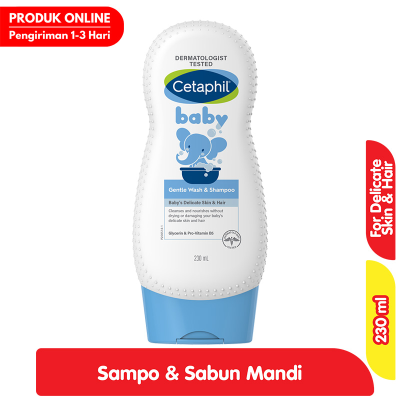 PRODUK ONLINE
Pengiriman 1-3 Hari
DERMATOLOGIST
TESTED
Cetaphil
baby
Gentle Wash & Shampoo
Baby's Delicate Skin & Hair
Cleanses and nourishes without
drying or damaging your baby's
delicate skin and hair.
Glycerin & Pro-Vitamin B5
230 mL
For Delicate
Skin & Hair
230 ml
Sampo & Sabun Mandi